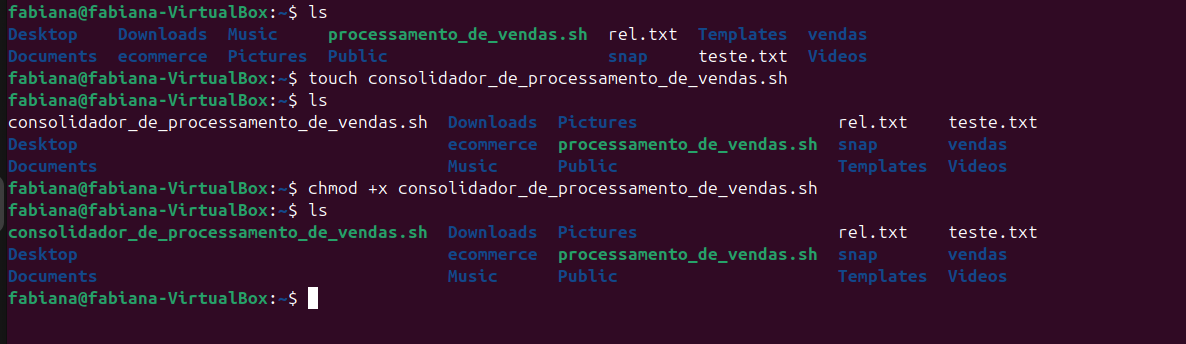 fabiana@fabiana-VirtualBox:~$ ls
Desktop    Downloads  Music     processamento_de_vendas.sh  rel.txt  Templates  vendas
Documents  ecommerce  Pictures  Public                      snap     teste.txt  Videos
fabiana@fabiana-VirtualBox:~$ touch consolidador_de_processamento_de_vendas.sh
fabiana@fabiana-VirtualBox:~$ ls
consolidador_de_processamento_de_vendas.sh  Downloads  Pictures                    rel.txt    teste.txt
Desktop                                     ecommerce  processamento_de_vendas.sh  snap       vendas
Documents                                   Music      Public                      Templates  Videos
fabiana@fabiana-VirtualBox:~$ chmod +x consolidador_de_processamento_de_vendas.sh
fabiana@fabiana-VirtualBox:~$ ls
consolidador_de_processamento_de_vendas.sh  Downloads  Pictures                    rel.txt    teste.txt
Desktop                                     ecommerce  processamento_de_vendas.sh  snap       vendas
Documents                                   Music      Public                      Templates  Videos
fabiana@fabiana-VirtualBox:~$